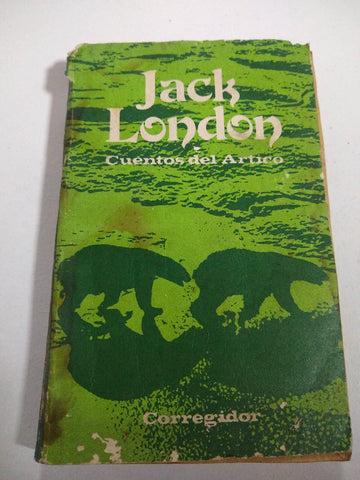 Jack
London
Cuentos del Artico
Corregidor